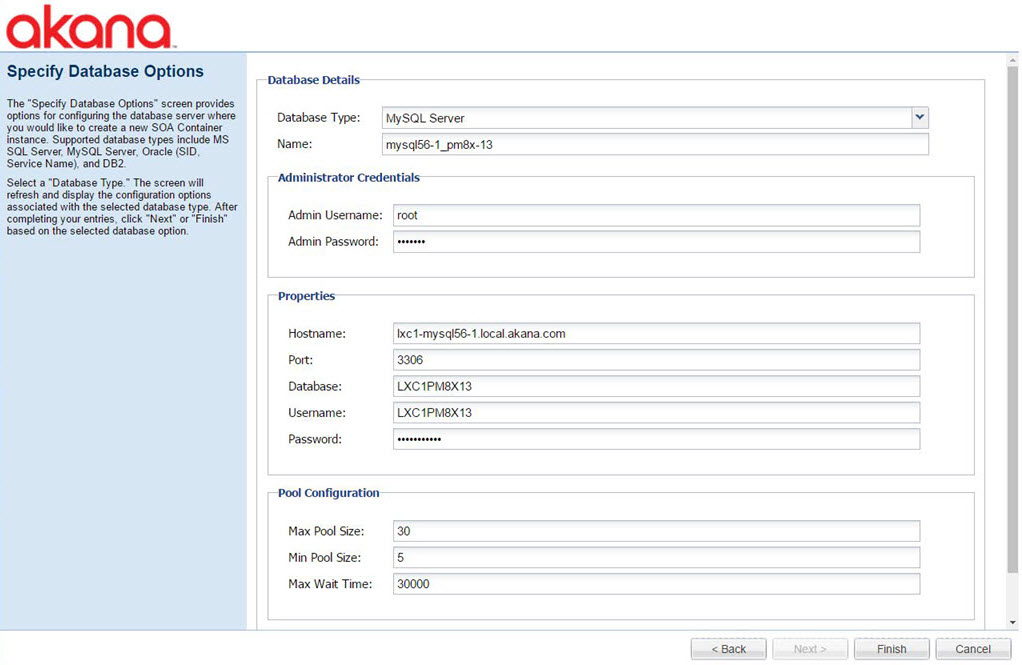 akana
Specify Database Options
The "Specify Database Options" screen provides
options for configuring the database server where
you would like to create a new SOA Container
instance. Supported database types include MS
SQL Server, MySQL Server, Oracle (SID,
Service Name), and DB2.
Select a "Database Type." The screen will
refresh and display the configuration options
associated with the selected database type. After
completing your entries, click "Next" or "Finish"
based on the selected database option.
Database Details
Database Type: MySQL Server
Name: mysql56-1_pm8x-13
Administrator Credentials
Admin Username: root
Admin Password: •••••••
Properties
Hostname: lxc1-mysql56-1.local.akana.com
Port: 3306
Database: LXC1PM8X13
Username: LXC1PM8X13
Password: •••••••••••
Pool Configuration
Max Pool Size: 30
Min Pool Size: 5
Max Wait Time: 30000
< Back Next > Finish Cancel